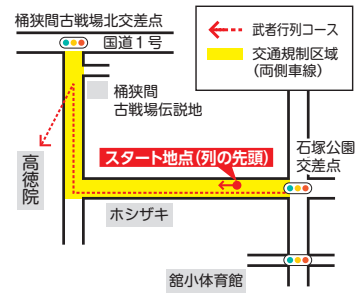 桶狭間古戦場北交差点
国道1号
武者行列コース
交通規制区域
(両側車線)
桶狭間
古戦場伝説地
高徳院
スタート地点(列の先頭)
石塚公園
交差点
ホシザキ
舘小体育館